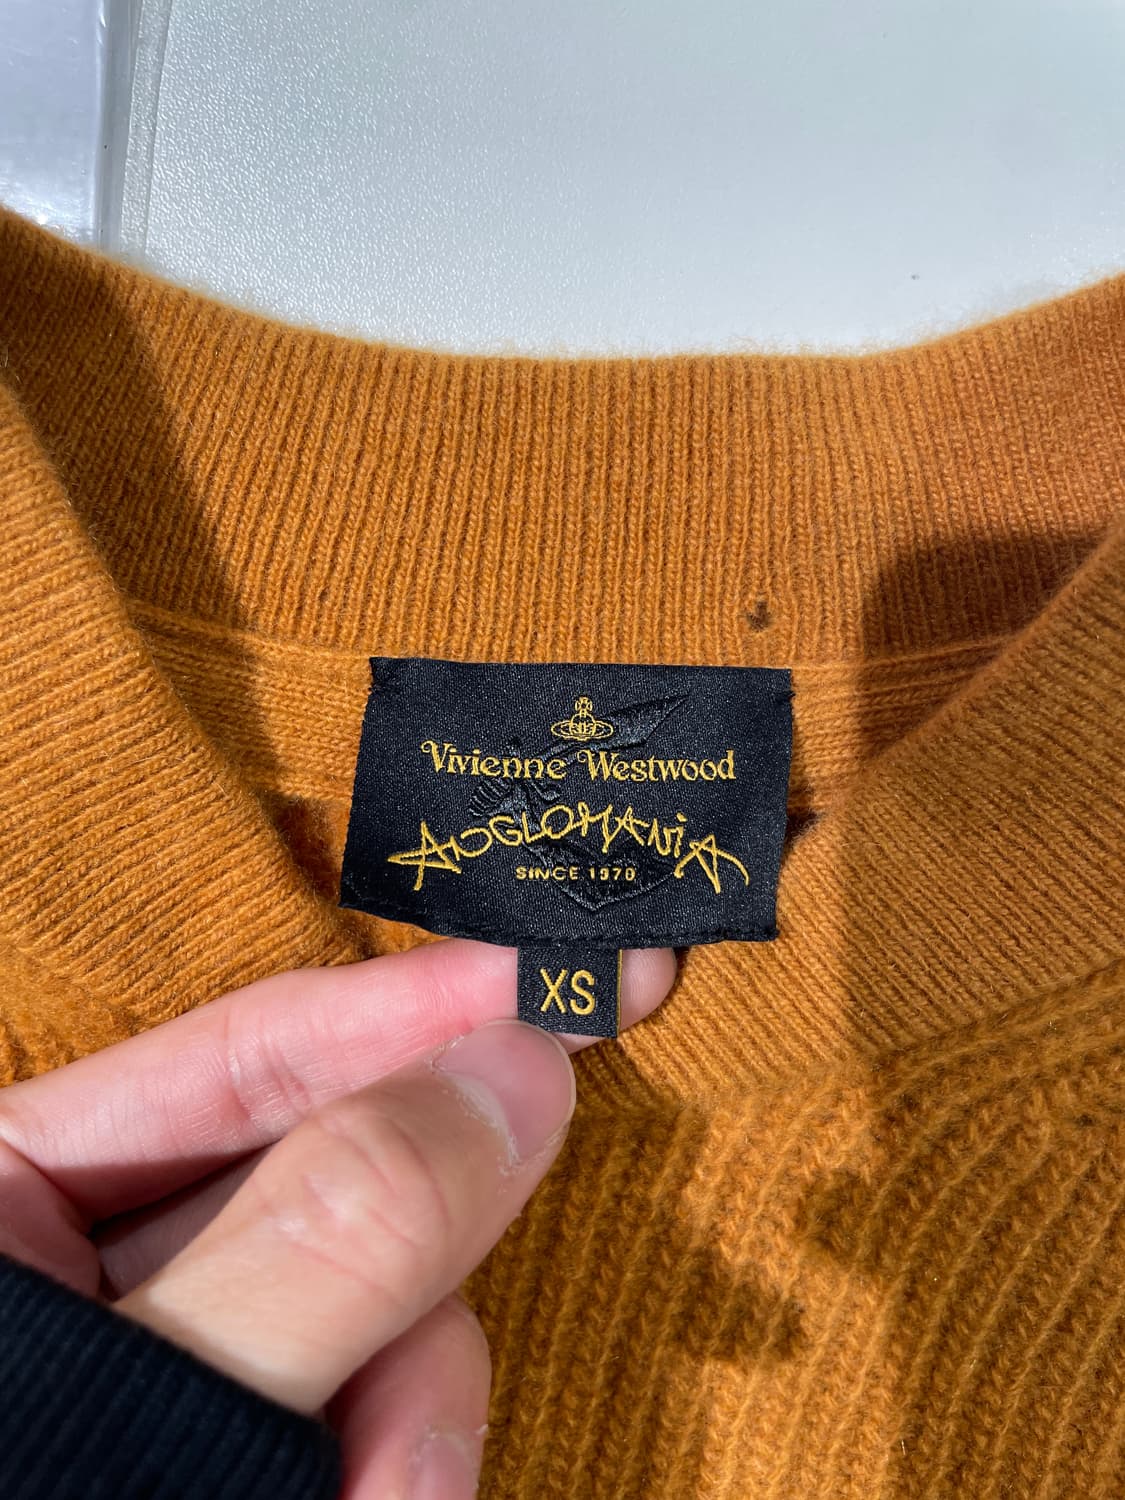 Vivienne Westwood
ANGLOMANiA
SINCE 1970
XS